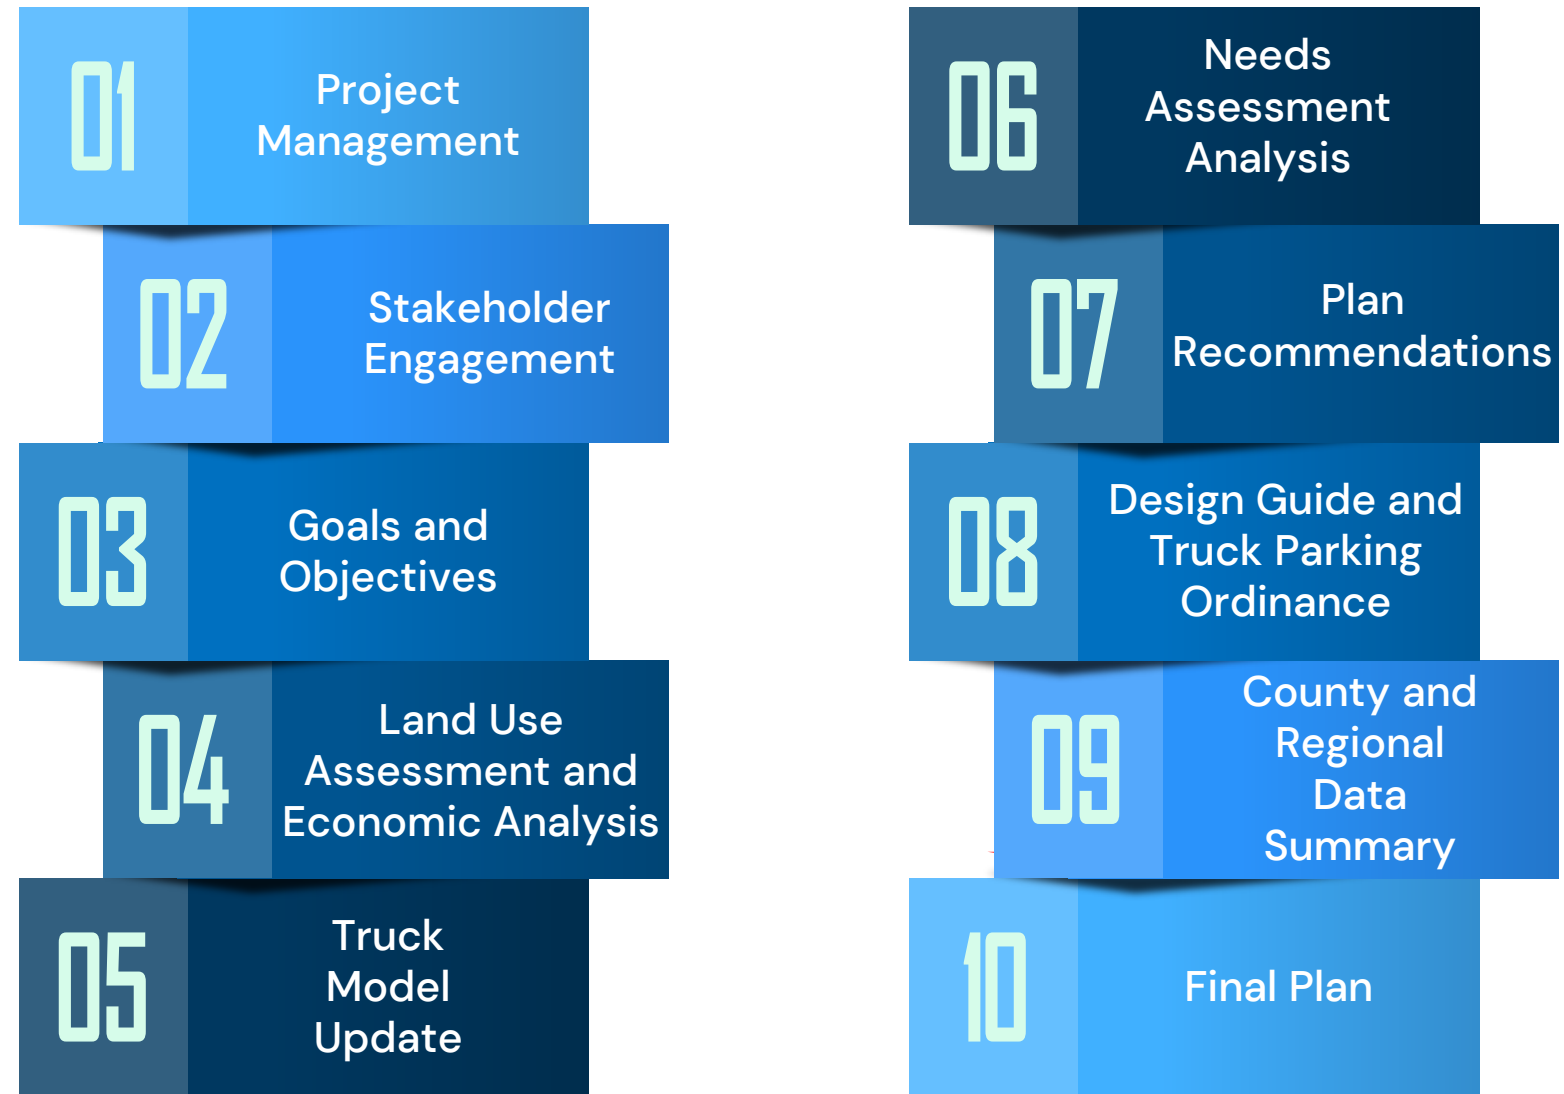 01
Project
Management
02
Stakeholder
Engagement
03
Goals and
Objectives
04
Land Use
Assessment and
Economic Analysis
05
Truck
Model
Update
06
Needs
Assessment
Analysis
07
Plan
Recommendations
08
Design Guide and
Truck Parking
Ordinance
09
County and
Regional
Data
Summary
10
Final Plan